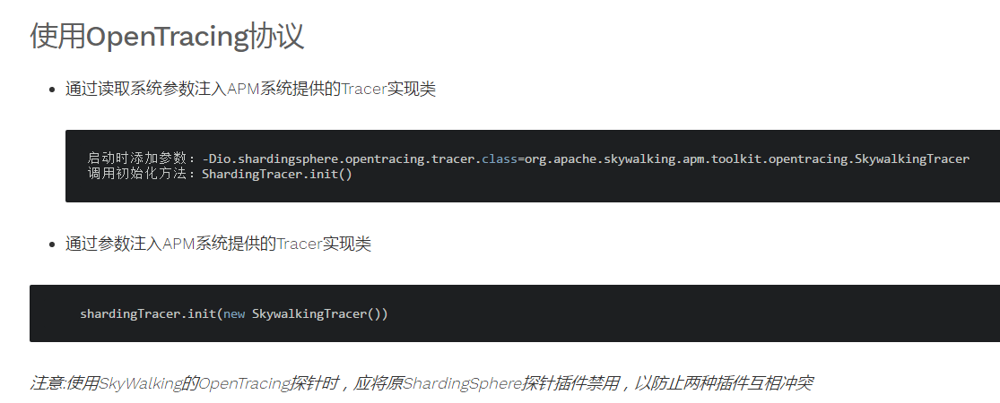 使用OpenTracing协议
通过读取系统参数注入APM系统提供的Tracer实现类
启动时添加参数：-Dio.shardingsphere.opentracing.tracer.class=org.apache.skywalking.apm.toolkit.opentracing.SkywalkingTracer
调用初始化方法：ShardingTracer.init()
通过参数注入APM系统提供的Tracer实现类
shardingTracer.init(new SkywalkingTracer())
注意:使用SkyWalking的OpenTracing探针时，应将原ShardingSphere探针插件禁用，以防止两种插件互相冲突